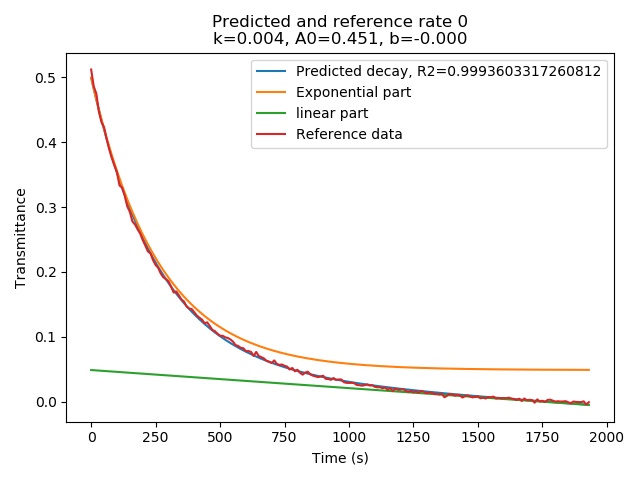 Predicted and reference rate 0
k=0.004, A0=0.451, b=-0.000
Predicted decay, R2=0.9993603317260812
Exponential part
linear part
Reference data
Transmittance
0.5
0.4
0.3
0.2
0.1
0.0
0 250 500 750 1000 1250 1500 1750 2000
Time (s)